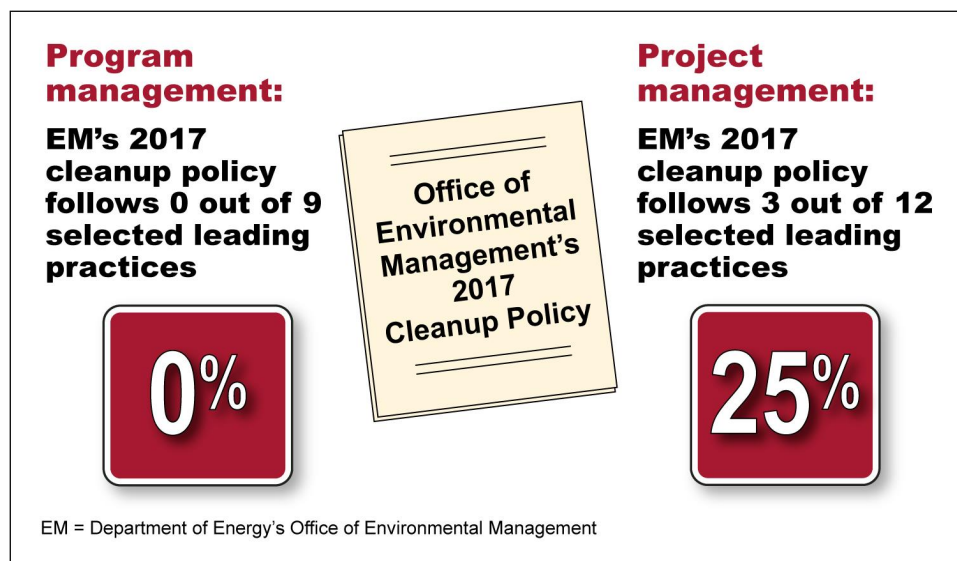 Program
management:
EM’s 2017
cleanup policy
follows 0 out of 9
selected leading
practices
0%
Office of
Environmental
Management’s
2017
Cleanup Policy
Project
management:
EM’s 2017
cleanup policy
follows 3 out of 12
selected leading
practices
25%
EM = Department of Energy’s Office of Environmental Management